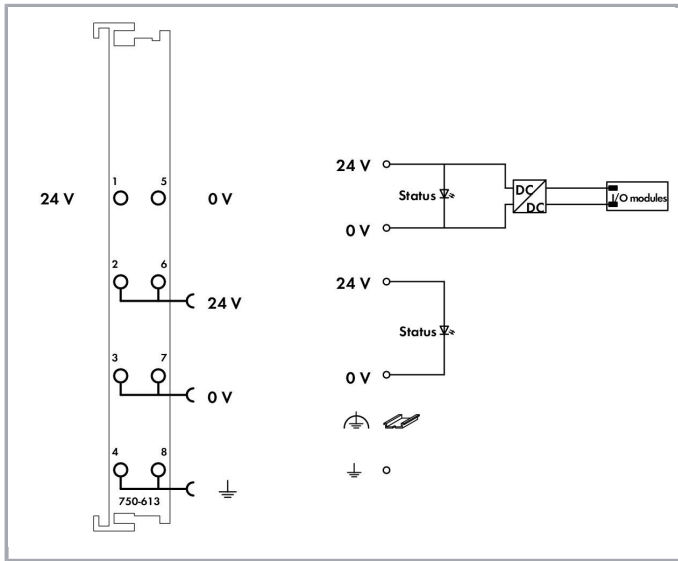 1 5
24 V 0 V
2 6
24 V
3 7
0 V
4 8
750-613
24 V
Status
DC
DC
I/O modules
0 V
24 V
Status
0 V